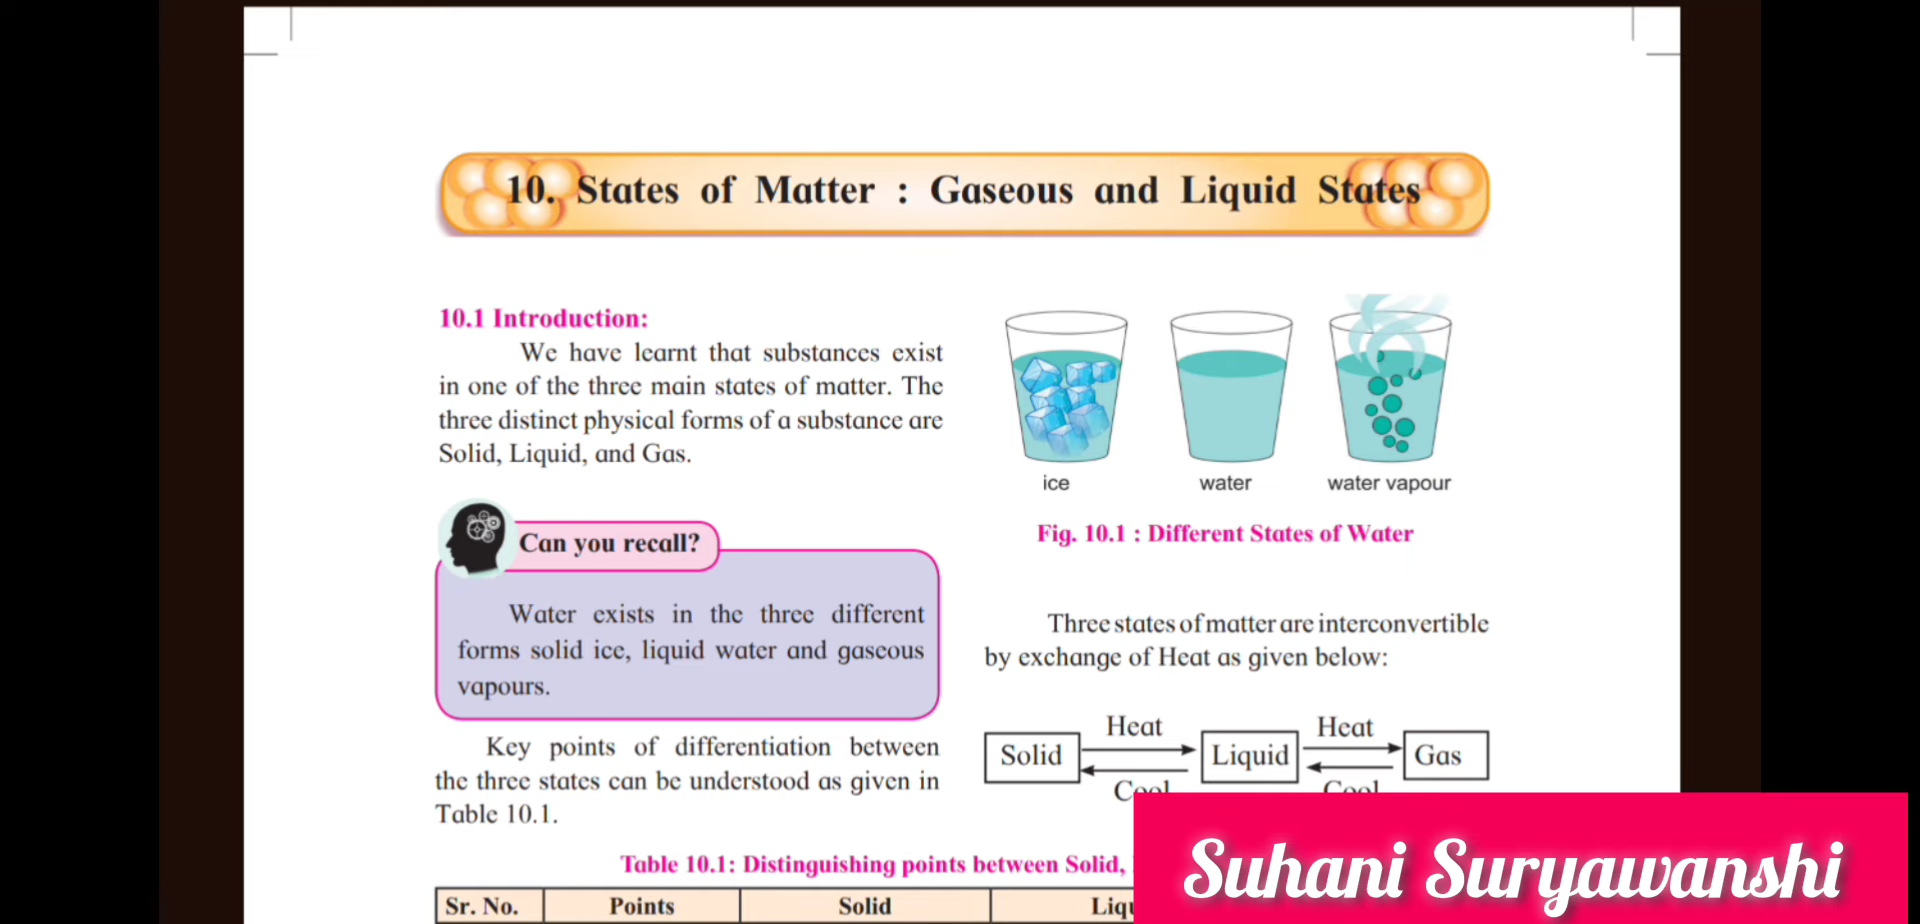 10. States of Matter : Gaseous and Liquid States
10.1 Introduction:
We have learnt that substances exist
in one of the three main states of matter. The
three distinct physical forms of a substance are
Solid, Liquid, and Gas.
Can you recall?
Water exists in the three different
forms solid ice, liquid water and gaseous
vapours.
Key points of differentiation between
the three states can be understood as given in
Table 10.1.
ice water water vapour
Fig. 10.1 : Different States of Water
Three states of matter are interconvertible
by exchange of Heat as given below:
Heat Heat
Solid Liquid Gas
Cool Cool
Table 10.1: Distinguishing points between Solid,
Sr. No. Points Solid
Suhani Suryawanshi